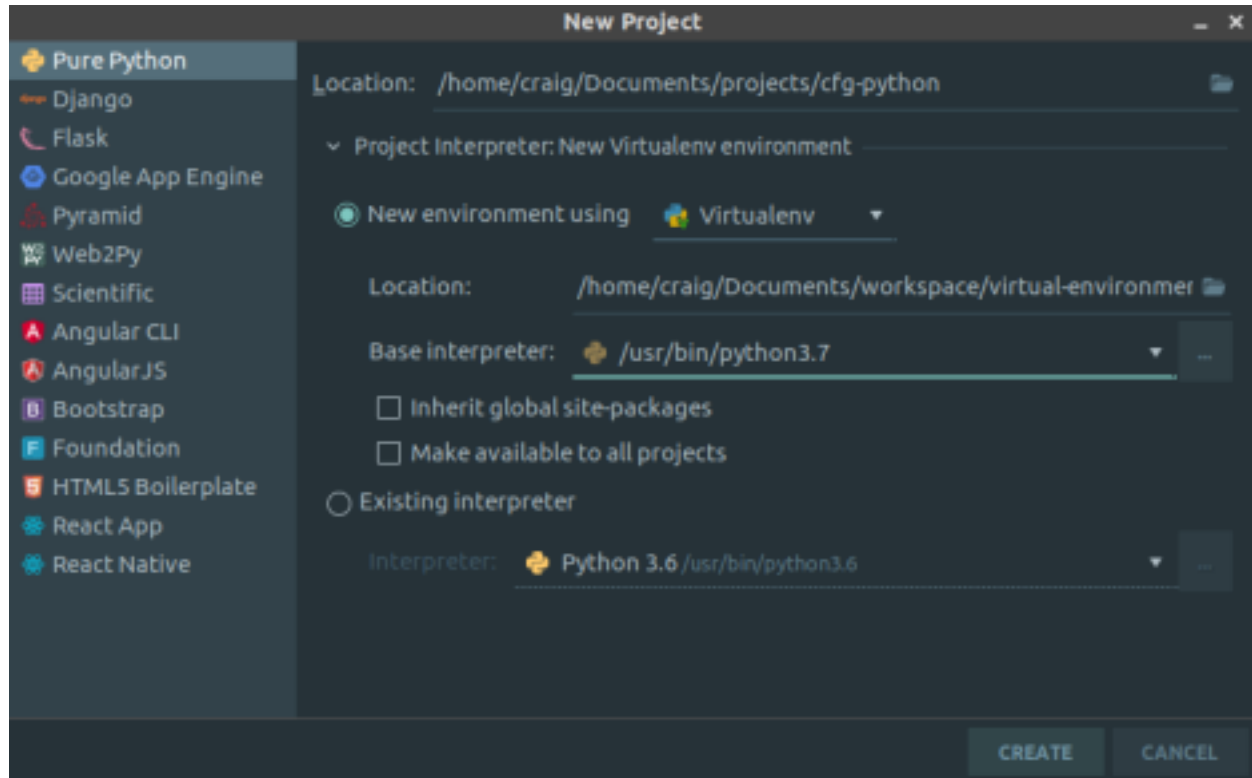 New Project
Pure Python
Django
Flask
Google App Engine
Pyramid
Web2Py
Scientific
Angular CLI
AngularJS
Bootstrap
Foundation
HTML5 Boilerplate
React App
React Native
Location: /home/craig/Documents/projects/cfg-python
Project Interpreter: New Virtualenv environment
New environment using Virtualenv
Location: /home/craig/Documents/workspace/virtual-environmer
Base interpreter: /usr/bin/python3.7 ...
Inherit global site-packages
Make available to all projects
Existing interpreter
Interpreter: Python 3.6 /usr/bin/python3.6 ...
CREATE CANCEL